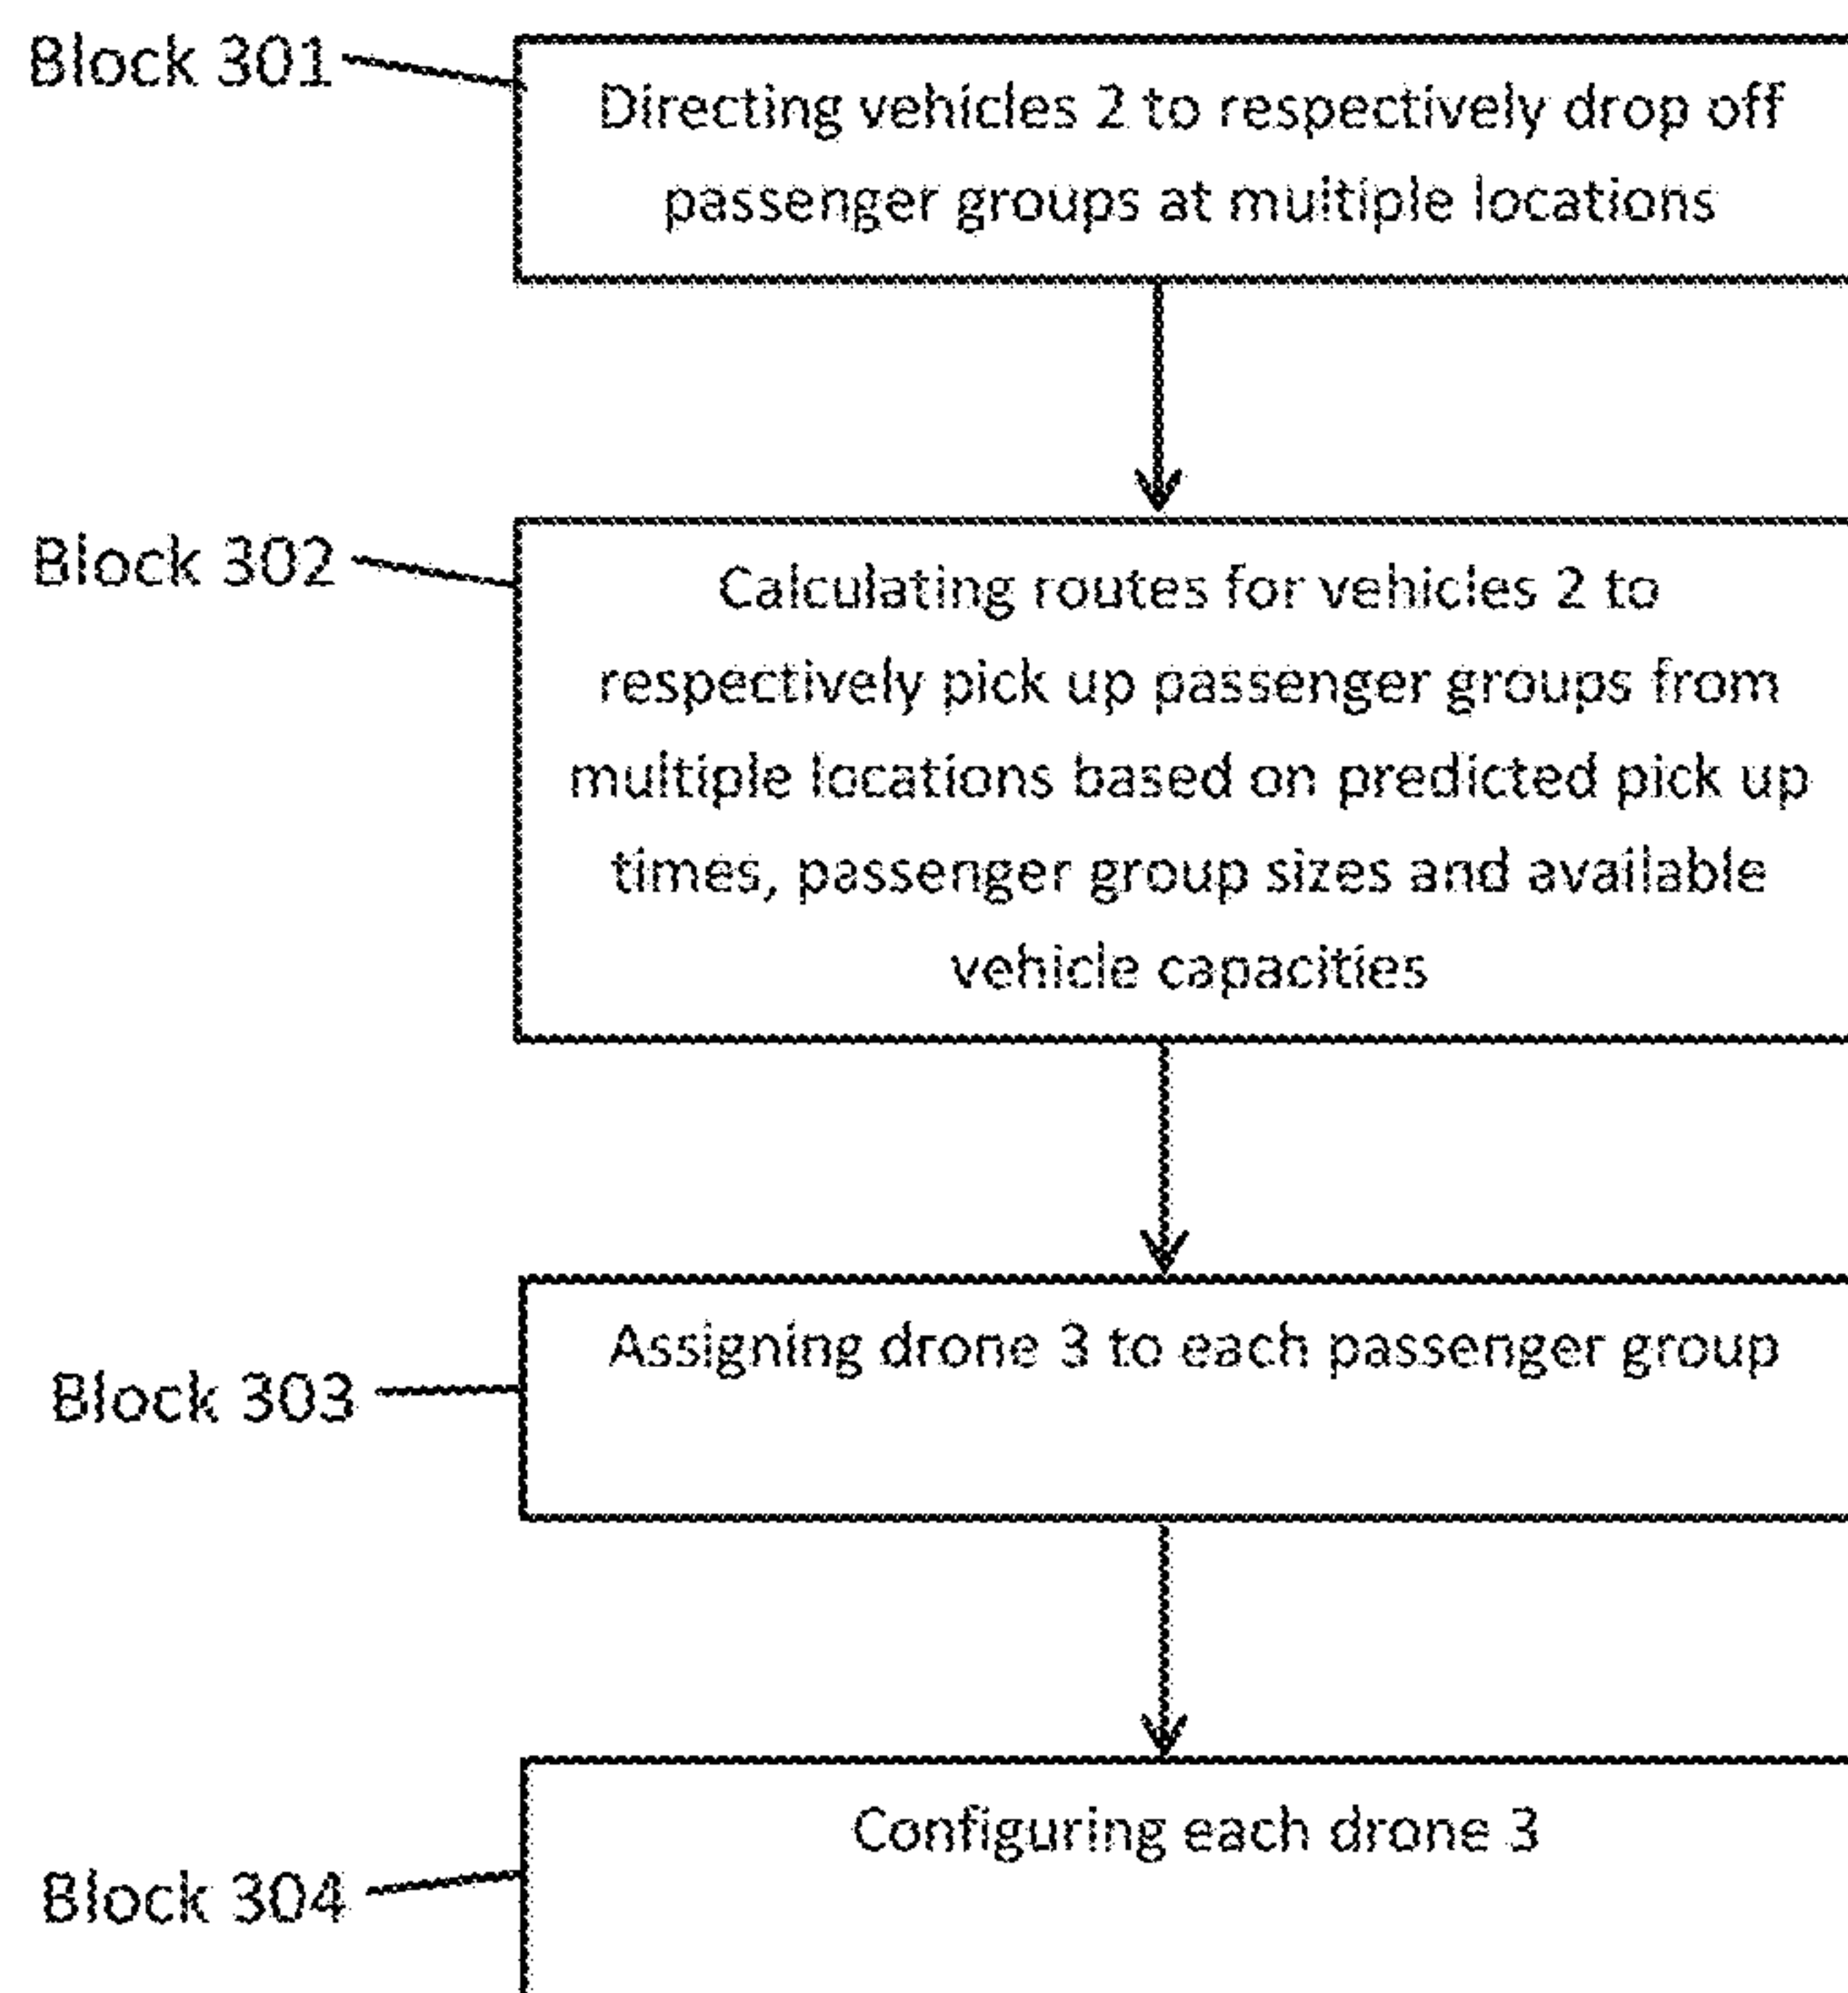 Block 301
Directing vehicles 2 to respectively drop off
passenger groups at multiple locations
Block 302
Calculating routes for vehicles 2 to
respectively pick up passenger groups from
multiple locations based on predicted pick up
times, passenger group sizes and available
vehicle capacities
Block 303
Assigning drone 3 to each passenger group
Block 304
Configuring each drone 3